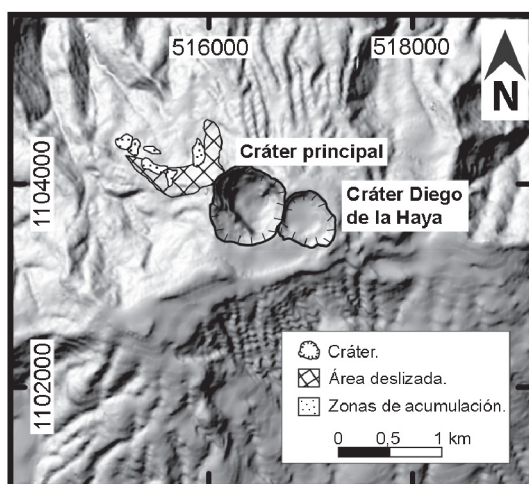 516000
518000
N
Cráter principal
1104000
Cráter Diego
de la Haya
1102000
Cráter.
Área deslizada.
Zonas de acumulación.
0 0,5 1 km